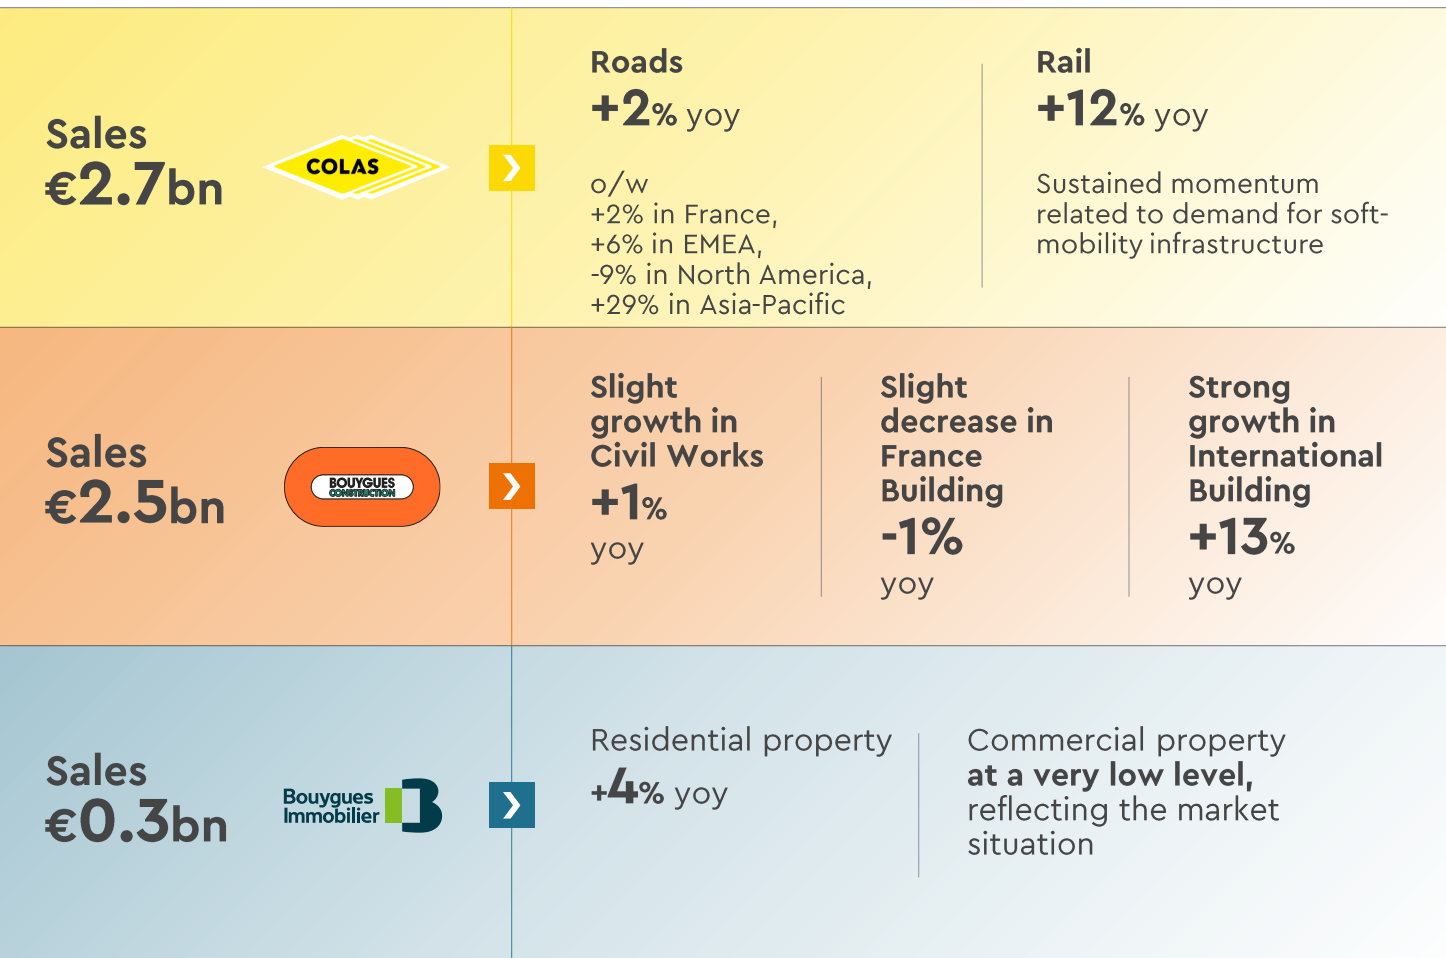 Sales
€2.7bn
COLAS
Roads
+2% yoy
o/w
+2% in France,
+6% in EMEA,
-9% in North America,
+29% in Asia-Pacific
Rail
+12% yoy
Sustained momentum
related to demand for soft-
mobility infrastructure
Sales
€2.5bn
BOUYGUES
CONSTRUCTION
Slight
growth in
Civil Works
+1%
yoy
Slight
decrease in
France
Building
-1%
yoy
Strong
growth in
International
Building
+13%
yoy
Sales
€0.3bn
Bouygues
Immobilier
Residential property
+4% yoy
Commercial property
at a very low level,
reflecting the market
situation